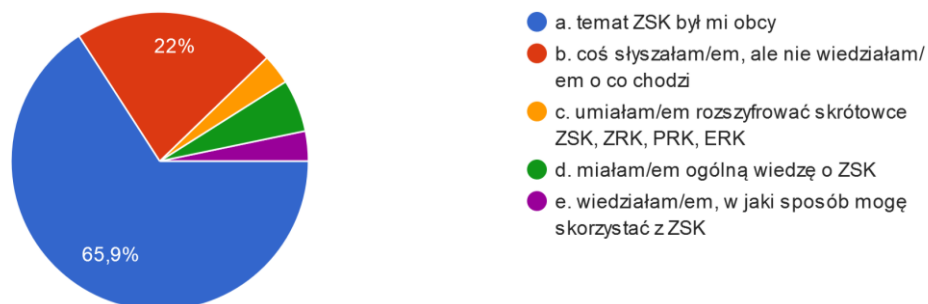 22%
65,9%
a. temat ZSK był mi obcy
b. coś słyszałam/em, ale nie wiedziałam/
em o co chodzi
c. umiałam/em rozszyfrować skrótowce
ZSK, ZRK, PRK, ERK
d. miałam/em ogólną wiedzę o ZSK
e. wiedziałam/em, w jaki sposób mogę
skorzystać z ZSK